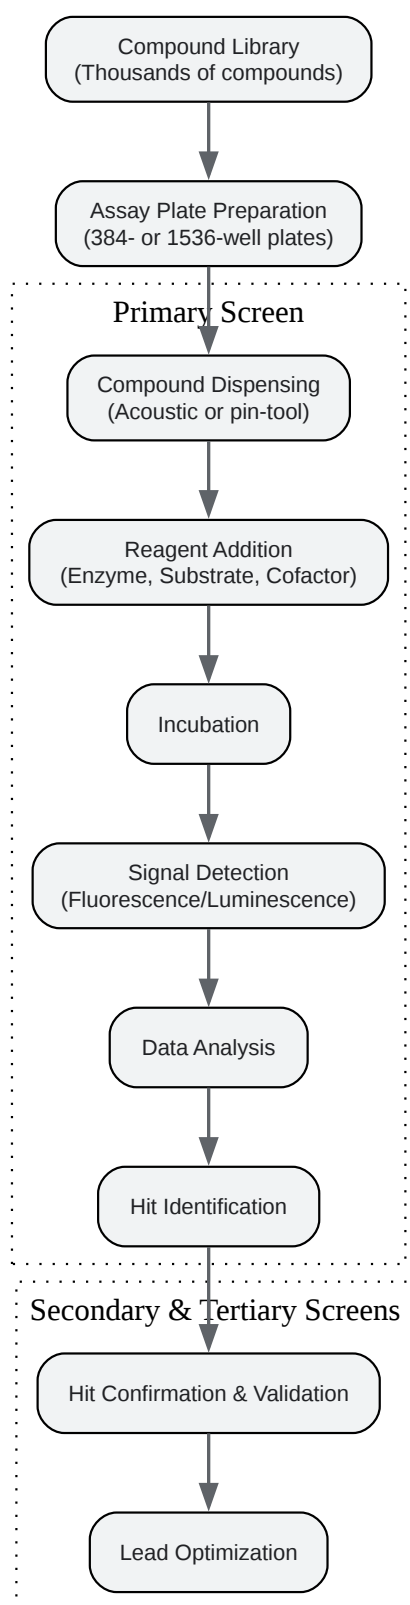 Compound Library
(Thousands of compounds)
Assay Plate Preparation
(384- or 1536-well plates)
Primary Screen
Compound Dispensing
(Acoustic or pin-tool)
Reagent Addition
(Enzyme, Substrate, Cofactor)
Incubation
Signal Detection
(Fluorescence/Luminescence)
Data Analysis
Hit Identification
Secondary & Tertiary Screens
Hit Confirmation & Validation
Lead Optimization